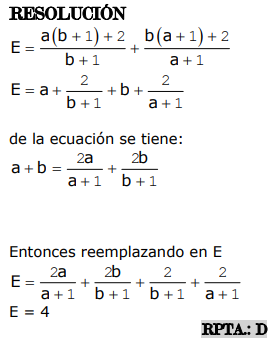 RESOLUCIÓN
E = a(b + 1) + 2 / b + 1 + b(a + 1) + 2 / a + 1
E = a + 2 / b + 1 + b + 2 / a + 1
de la ecuación se tiene:
a + b = 2a / a + 1 + 2b / b + 1
Entonces reemplazando en E
E = 2a / a + 1 + 2b / b + 1 + 2 / b + 1 + 2 / a + 1
E = 4
RPTA.: D